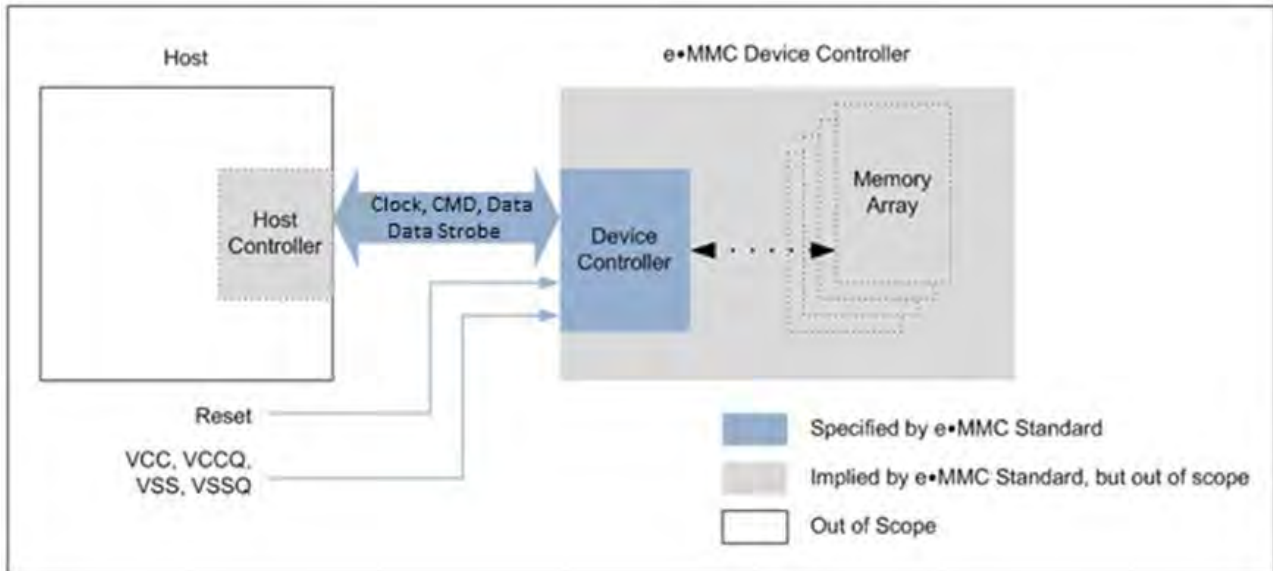 Host
e•MMC Device Controller
Host
Controller
Clock, CMD, Data
Data Strobe
Device
Controller
Memory
Array
Reset
VCC, VCCQ,
VSS, VSSQ
Specified by e•MMC Standard
Implied by e•MMC Standard, but out of scope
Out of Scope